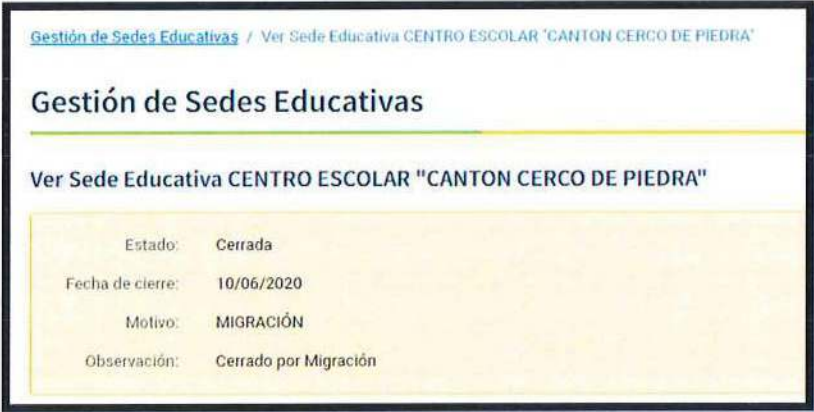 Gestión de Sedes Educativas / Ver Sede Educativa CENTRO ESCOLAR "CANTON CERCO DE PIEDRA"
Gestión de Sedes Educativas
Ver Sede Educativa CENTRO ESCOLAR "CANTON CERCO DE PIEDRA"
Estado: Cerrada
Fecha de cierre: 10/06/2020
Motivo: MIGRACIÓN
Observación: Cerrado por Migración